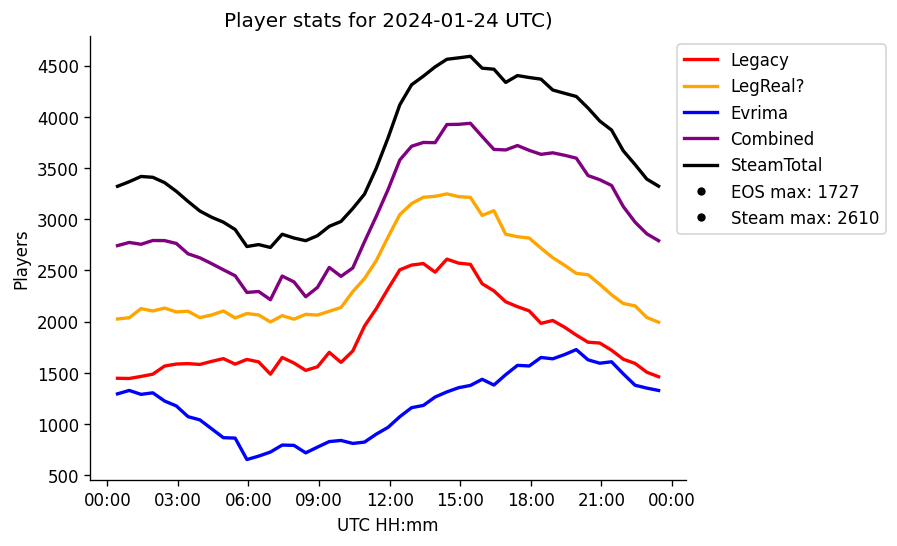 Player stats for 2024-01-24 UTC)
Players
4500
4000
3500
3000
2500
2000
1500
1000
500
00:00 03:00 06:00 09:00 12:00 15:00 18:00 21:00 00:00
UTC HH:mm
Legacy
LegReal?
Evrima
Combined
SteamTotal
EOS max: 1727
Steam max: 2610